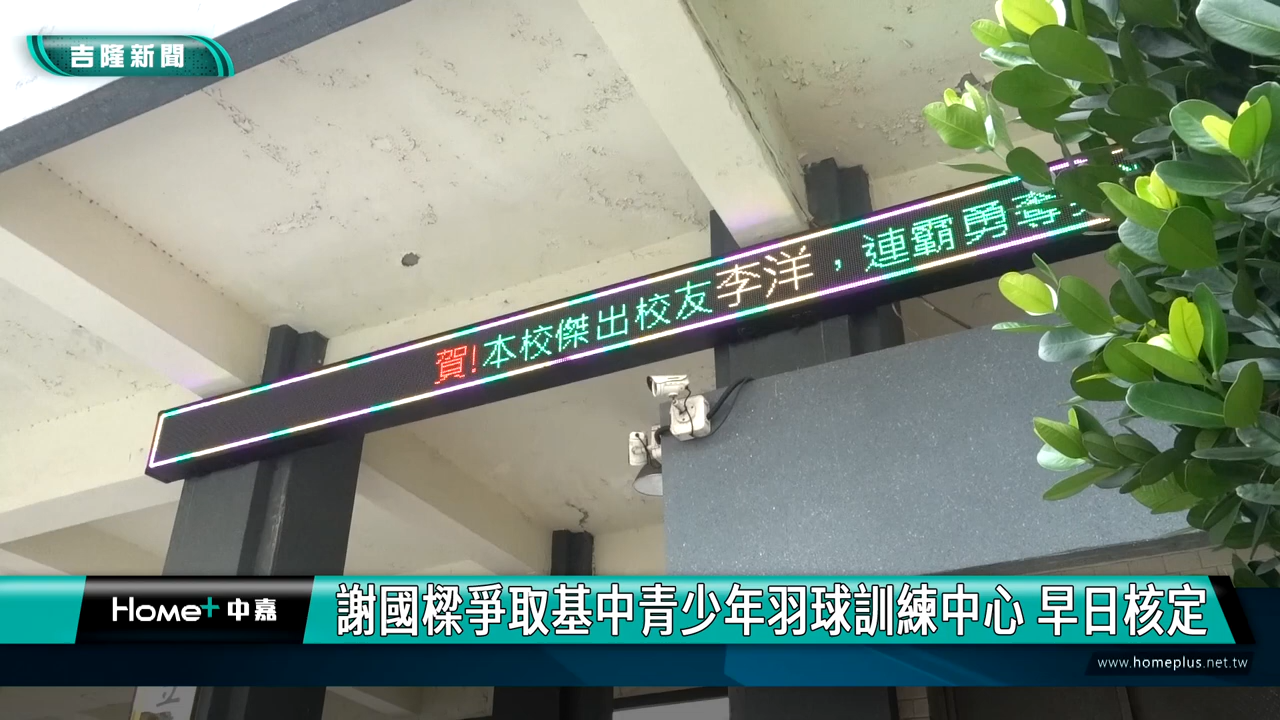 吉隆新聞
賀!本校傑出校友李洋，連霸勇奪
Home+中嘉
謝國樑爭取基中青少年羽球訓練中心 早日核定
www.homeplus.net.tw